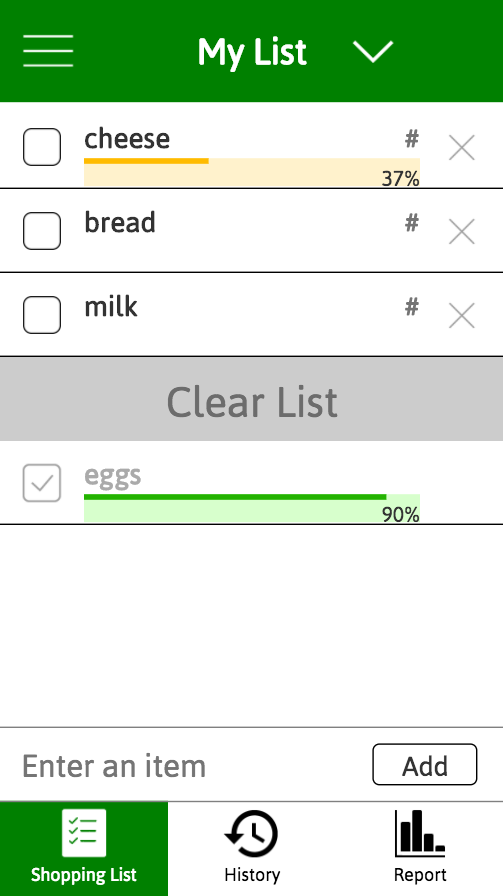 My List
cheese #
37%
bread #
milk #
Clear List
eggs
90%
Enter an item Add
Shopping List History Report